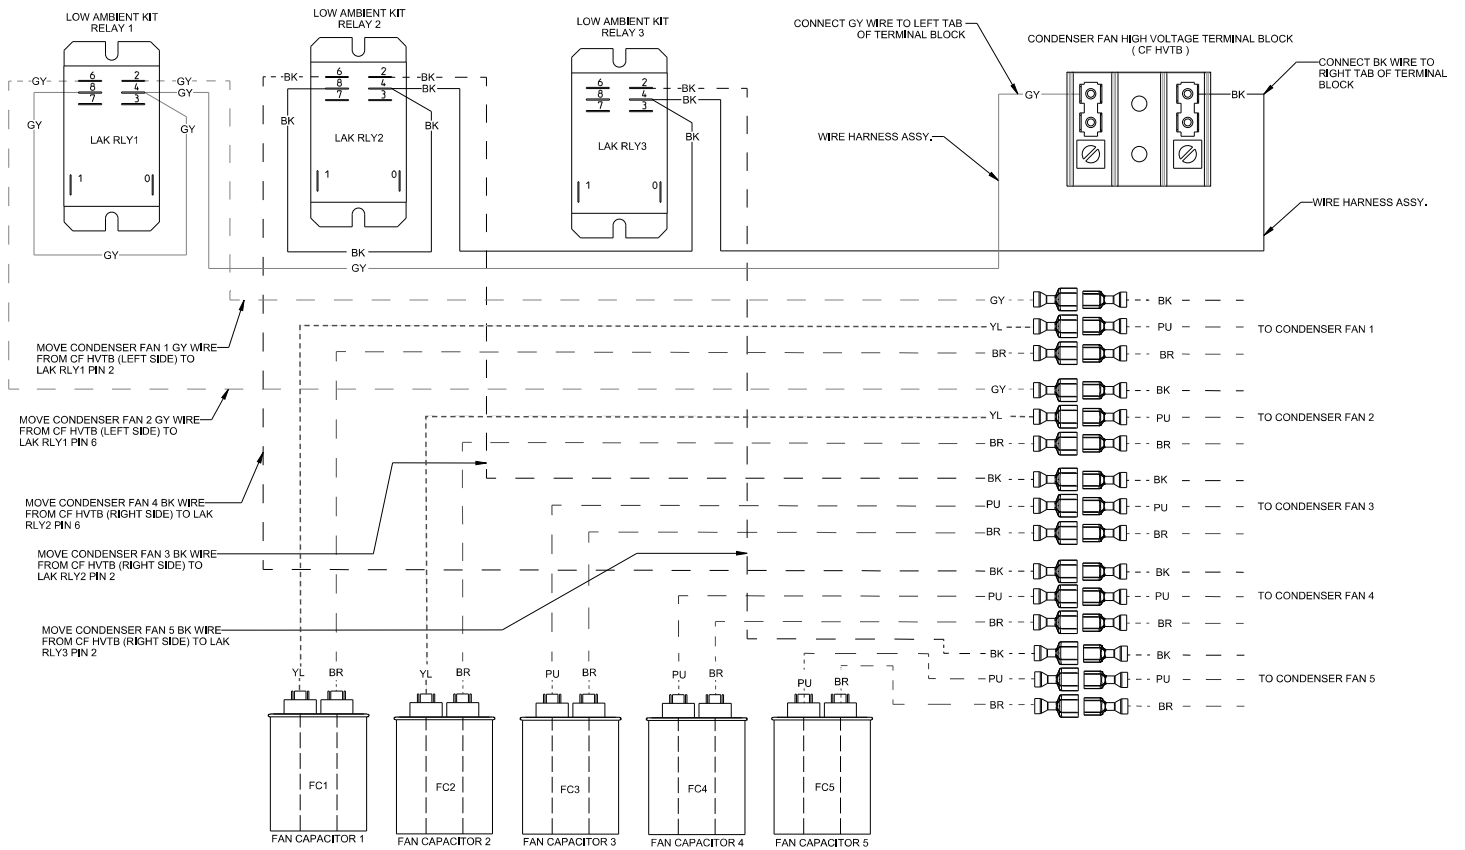 LOW AMBIENT KIT
RELAY 1
LOW AMBIENT KIT
RELAY 2
LOW AMBIENT KIT
RELAY 3
CONNECT GY WIRE TO LEFT TAB
OF TERMINAL BLOCK
CONDENSER FAN HIGH VOLTAGE TERMINAL BLOCK
( CF HVTB )
CONNECT BK WIRE TO
RIGHT TAB OF TERMINAL
BLOCK
GY 6 2 GY
8 4 GY
7 3
GY GY
LAK RLY1
1 0
GY
BK 6 2 BK
8 4 BK
7 3
BK BK
LAK RLY2
1 0
BK
GY
6 2 BK
8 4 BK
7 3
BK
LAK RLY3
1 0
GY
BK
WIRE HARNESS ASSY.
WIRE HARNESS ASSY.
GY BK
YL PU TO CONDENSER FAN 1
BR BR
GY BK
YL PU TO CONDENSER FAN 2
BR BR
BK BK
PU PU TO CONDENSER FAN 3
BR BR
BK BK
PU PU TO CONDENSER FAN 4
BR BR
BK BK
PU PU TO CONDENSER FAN 5
BR BR
MOVE CONDENSER FAN 1 GY WIRE
FROM CF HVTB (LEFT SIDE) TO
LAK RLY1 PIN 2
MOVE CONDENSER FAN 2 GY WIRE
FROM CF HVTB (LEFT SIDE) TO
LAK RLY1 PIN 6
MOVE CONDENSER FAN 4 BK WIRE
FROM CF HVTB (RIGHT SIDE) TO LAK
RLY2 PIN 6
MOVE CONDENSER FAN 3 BK WIRE
FROM CF HVTB (RIGHT SIDE) TO
LAK RLY2 PIN 2
MOVE CONDENSER FAN 5 BK WIRE
FROM CF HVTB (RIGHT SIDE) TO LAK
RLY3 PIN 2
YL BR YL BR PU BR PU BR PU BR
FC1 FC2 FC3 FC4 FC5
FAN CAPACITOR 1
FAN CAPACITOR 2
FAN CAPACITOR 3
FAN CAPACITOR 4
FAN CAPACITOR 5